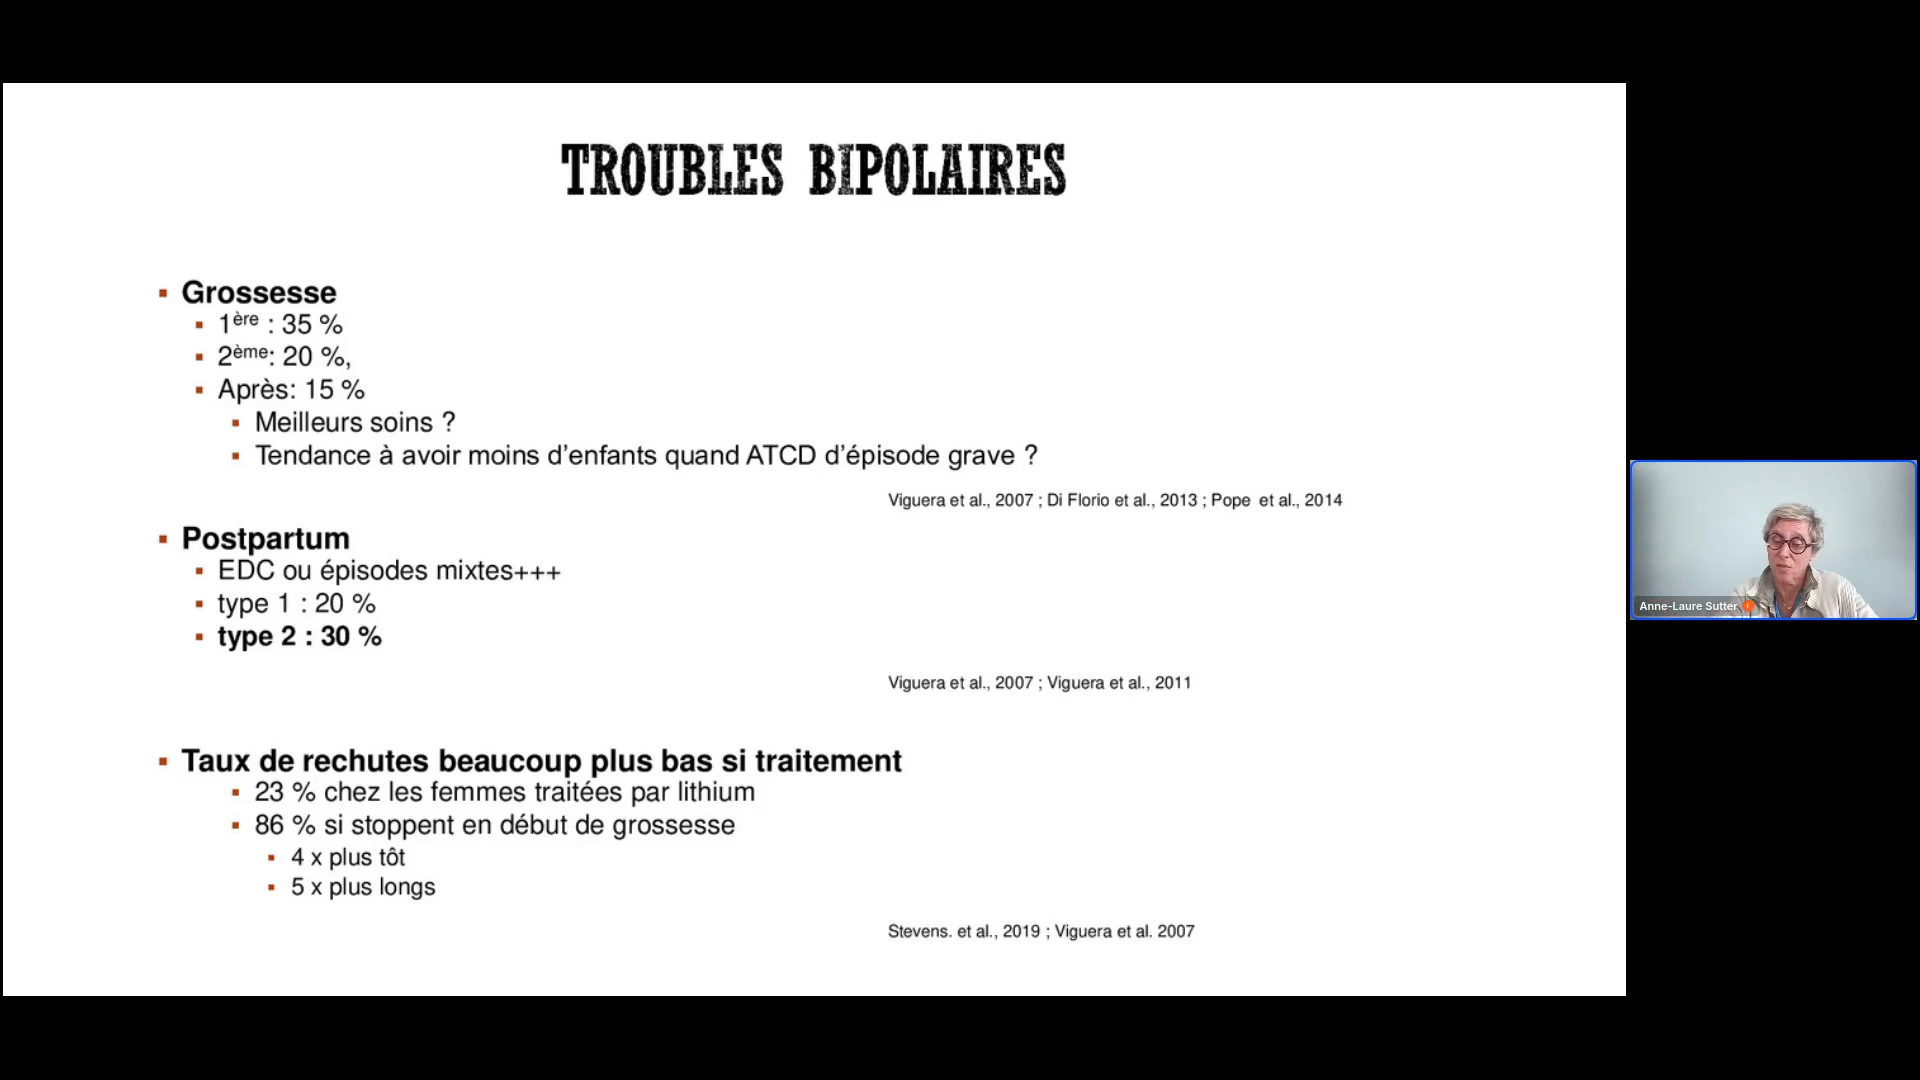 TROUBLES BIPOLAIRES
Grossesse
1ère : 35 %
2ème: 20 %,
Après: 15 %
Meilleurs soins ?
Tendance à avoir moins d'enfants quand ATCD d'épisode grave ?
Viguera et al., 2007 ; Di Florio et al., 2013 ; Pope et al., 2014
Postpartum
EDC ou épisodes mixtes+++
type 1 : 20 %
type 2 : 30 %
Viguera et al., 2007 ; Viguera et al., 2011
Taux de rechutes beaucoup plus bas si traitement
23 % chez les femmes traitées par lithium
86 % si stoppent en début de grossesse
4 x plus tôt
5 x plus longs
Stevens. et al., 2019 ; Viguera et al. 2007
Anne-Laure Sutter